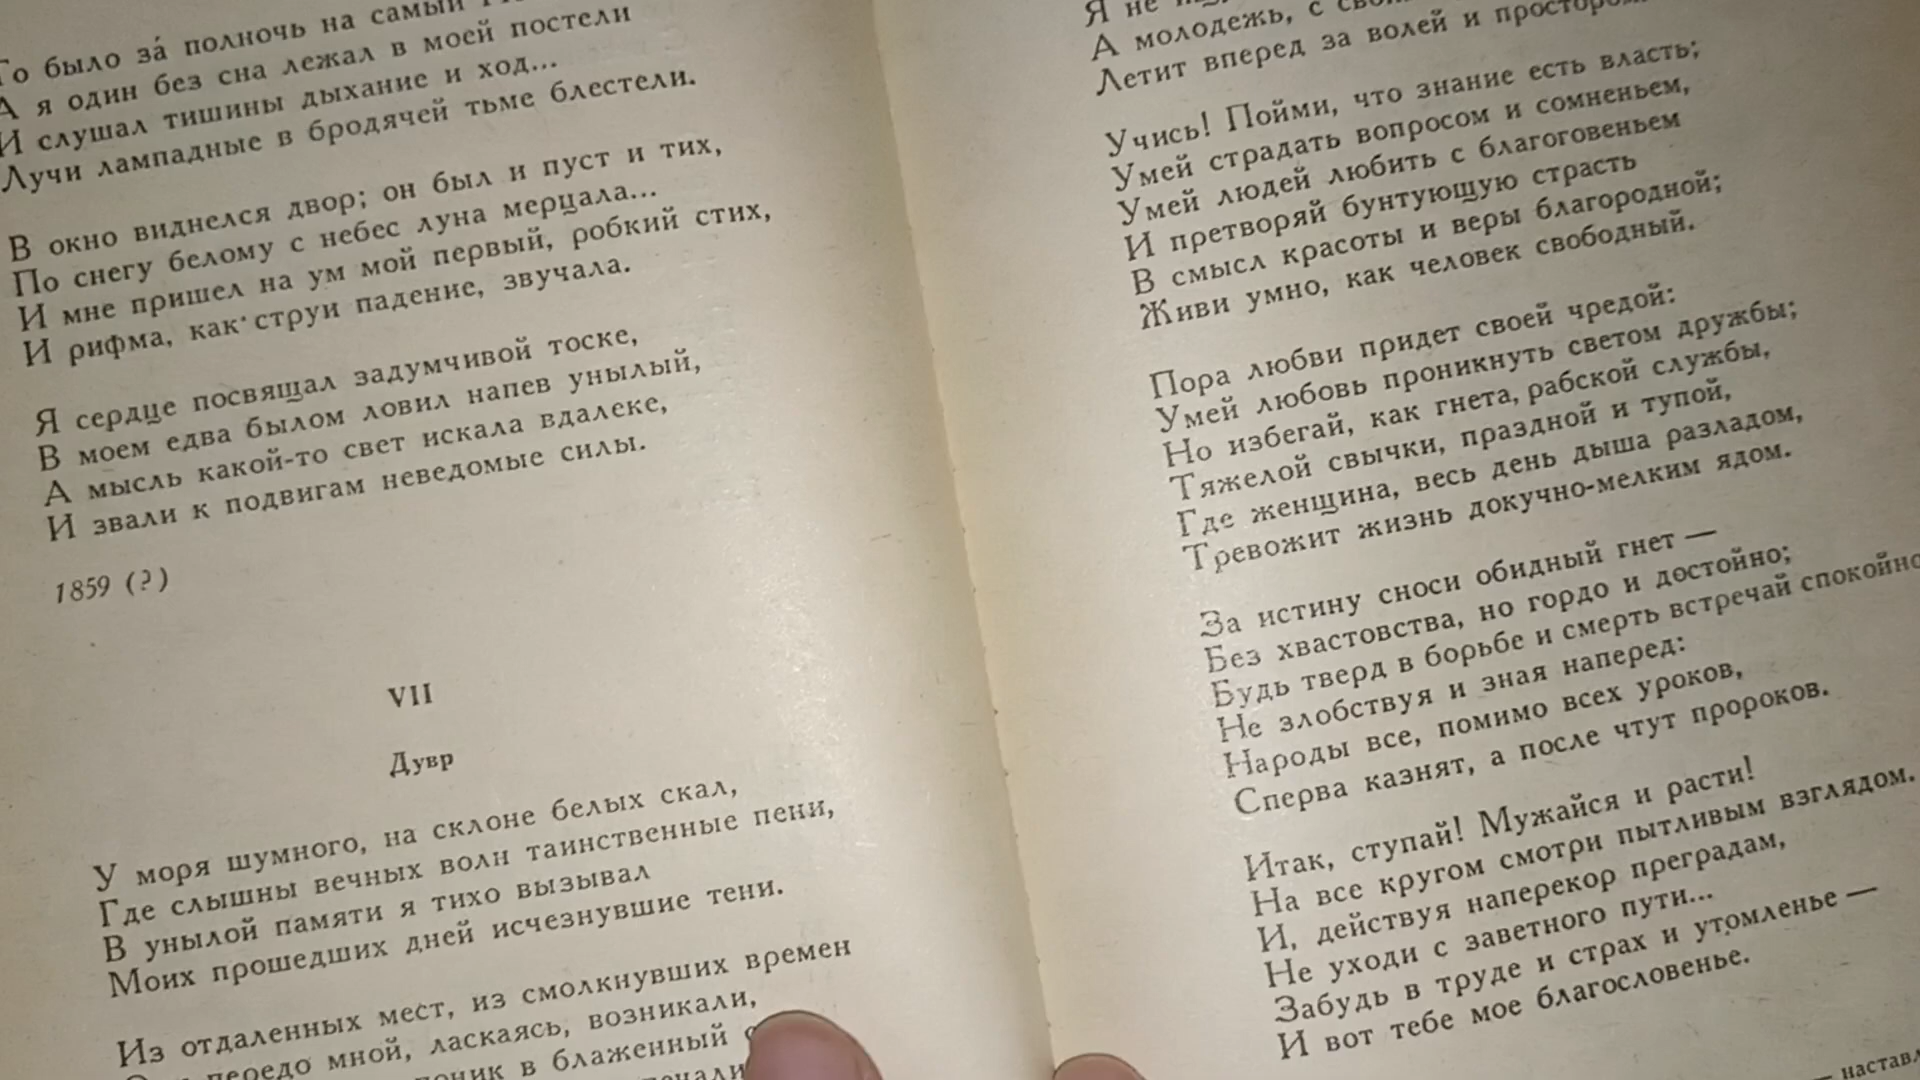 То было за́ полночь на самый
А я один без сна лежал в моей постели
И слушал тишины дыхание и ход...
Лучи лампадные в бродячей тьме блестели.
В окно виднелся двор; он был и пуст и тих,
По снегу белому с небес луна мерцала...
И мне пришел на ум мой первый, робкий стих,
И рифма, как струи падение, звучала.
Я сердце посвящал задумчивой тоске,
В моем едва былом ловил напев унылый,
А мысль какой-то свет искала вдалеке,
И звали к подвигам неведомые силы.
1859 (?)
VII
Дувр
У моря шумного, на склоне белых скал,
Где слышны вечных волн таинственные пени,
В унылой памяти я тихо вызывал
Моих прошедших дней исчезнувшие тени.
Из отдаленных мест, из смолкнувших времен
передо мной, ласкаясь, возникали,
в блаженный
Я не
А молодежь, с
Летит вперед за волей и простором.
Учись! Пойми, что знание есть власть;
Умей страдать вопросом и сомненьем,
Умей людей любить с благоговеньем
И претворяй бунтующую страсть
В смысл красоты и веры благородной;
Живи умно, как человек свободный.
Пора любви придет своей чредой:
Умей любовь проникнуть светом дружбы;
Но избегай, как гнета, рабской службы,
Тяжелой свычки, праздной и тупой,
Где женщина, весь день дыша разладом,
Тревожит жизнь докучно-мелким ядом.
За истину сноси обидный гнет —
Без хвастовства, но гордо и достойно;
Будь тверд в борьбе и смерть встречай спокойно
Не злобствуя и зная наперед:
Народы все, помимо всех уроков,
Сперва казнят, а после чтут пророков.
Итак, ступай! Мужайся и расти!
На все кругом смотри пытливым взглядом.
И, действуя наперекор преградам,
Не уходи с заветного пути...
Забудь в труде и страх и утомленье —
И вот тебе мое благословенье.